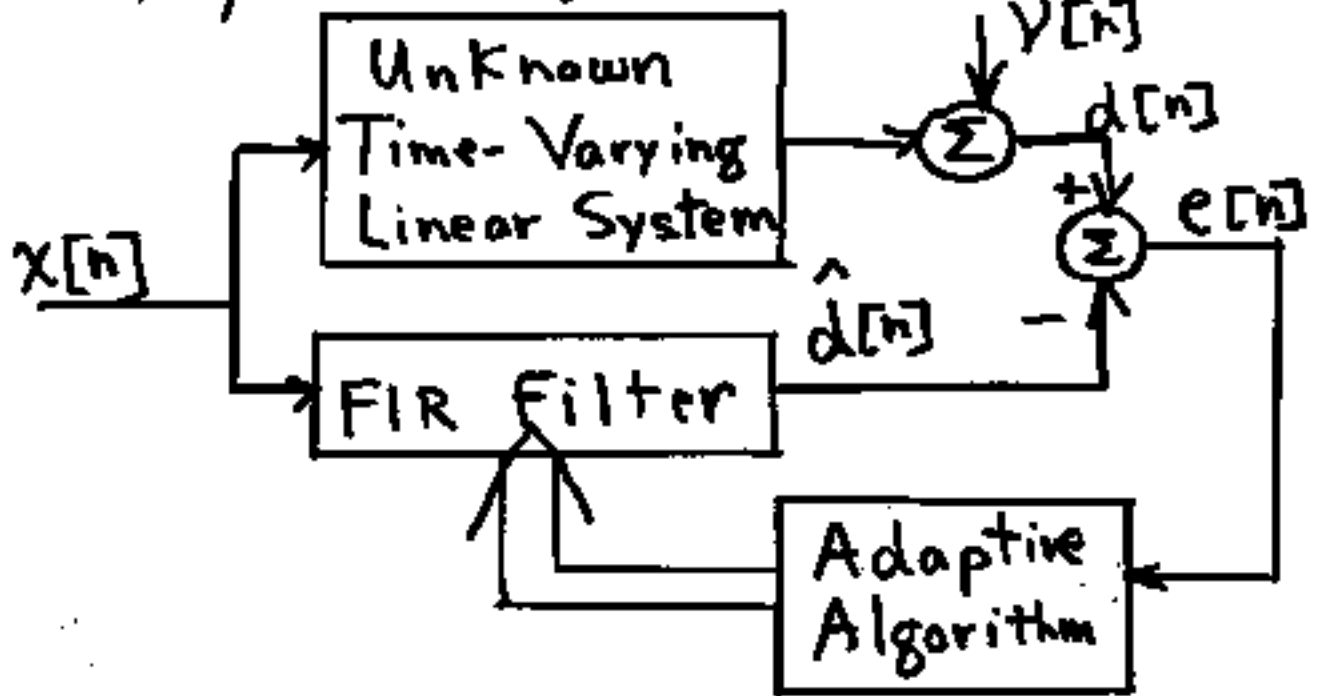 Unknown
Time-Varying
Linear System
ν[n]
Σ
d[n]
+
Σ
e[n]
x[n]
d̂[n]
-
FIR Filter
Adaptive
Algorithm